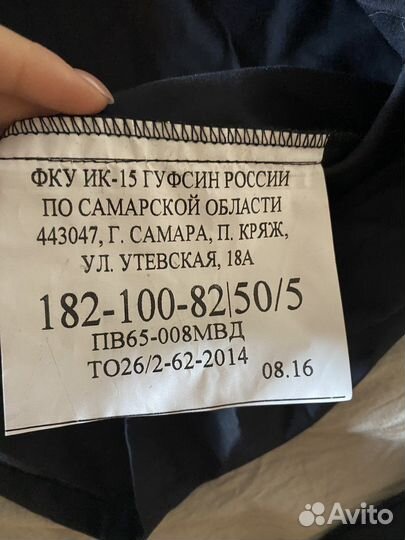 ФКУ ИК-15 ГУФСИН РОССИИ
ПО САМАРСКОЙ ОБЛАСТИ
443047, Г. САМАРА, П. КРЯЖ,
УЛ. УТЕВСКАЯ, 18А
182-100-82|50/5
ПВ65-008МВД
ТО26/2-62-2014 08.16
Avito